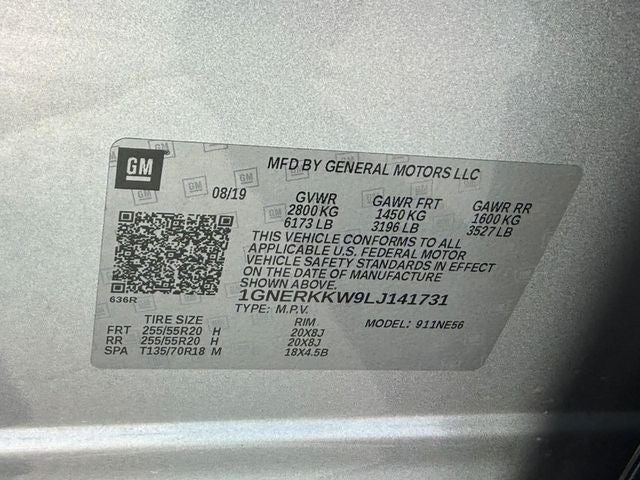 GM
MFD BY GENERAL MOTORS LLC
08/19 GVWR GAWR FRT GAWR RR
2800 KG 1450 KG 1600 KG
6173 LB 3196 LB 3527 LB
THIS VEHICLE CONFORMS TO ALL
APPLICABLE U.S. FEDERAL MOTOR
VEHICLE SAFETY STANDARDS IN EFFECT
ON THE DATE OF MANUFACTURE
SHOWN ABOVE.
636R
1GNERKKW9LJ141731
TYPE: M.P.V. MODEL: 911NE56
TIRE SIZE RIM
FRT 255/55R20 H 20X8J
RR 255/55R20 H 20X8J
SPA T135/70R18 M 18X4.5B